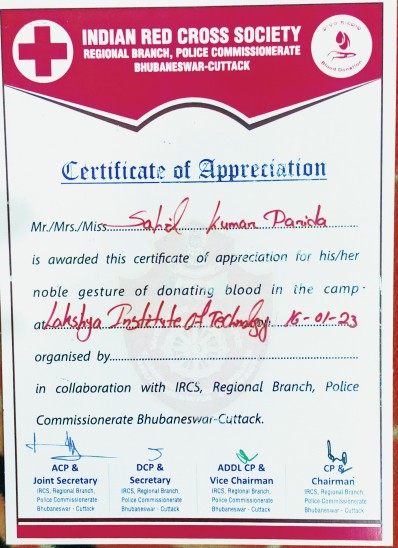 INDIAN RED CROSS SOCIETY
REGIONAL BRANCH, POLICE COMMISSIONERATE
BHUBANESWAR-CUTTACK
Blood Donation
Certificate of Appreciation
Mr./Mrs./Miss Sahil Kumar Parida
is awarded this certificate of appreciation for his/her
noble gesture of donating blood in the camp-
at Lakshya Institute of Technology on 16-01-23
organised by
in collaboration with IRCS, Regional Branch, Police
Commissionerate Bhubaneswar-Cuttack.
ACP & DCP & ADDL CP & CP &
Joint Secretary Secretary Vice Chairman Chairman
IRCS, Regional Branch, IRCS, Regional Branch, IRCS, Regional Branch, IRCS, Regional Branch,
Police Commissionerate Police Commissionerate Police Commissionerate Police Commissionerate
Bhubaneswar - Cuttack Bhubaneswar - Cuttack Bhubaneswar - Cuttack Bhubaneswar - Cuttack